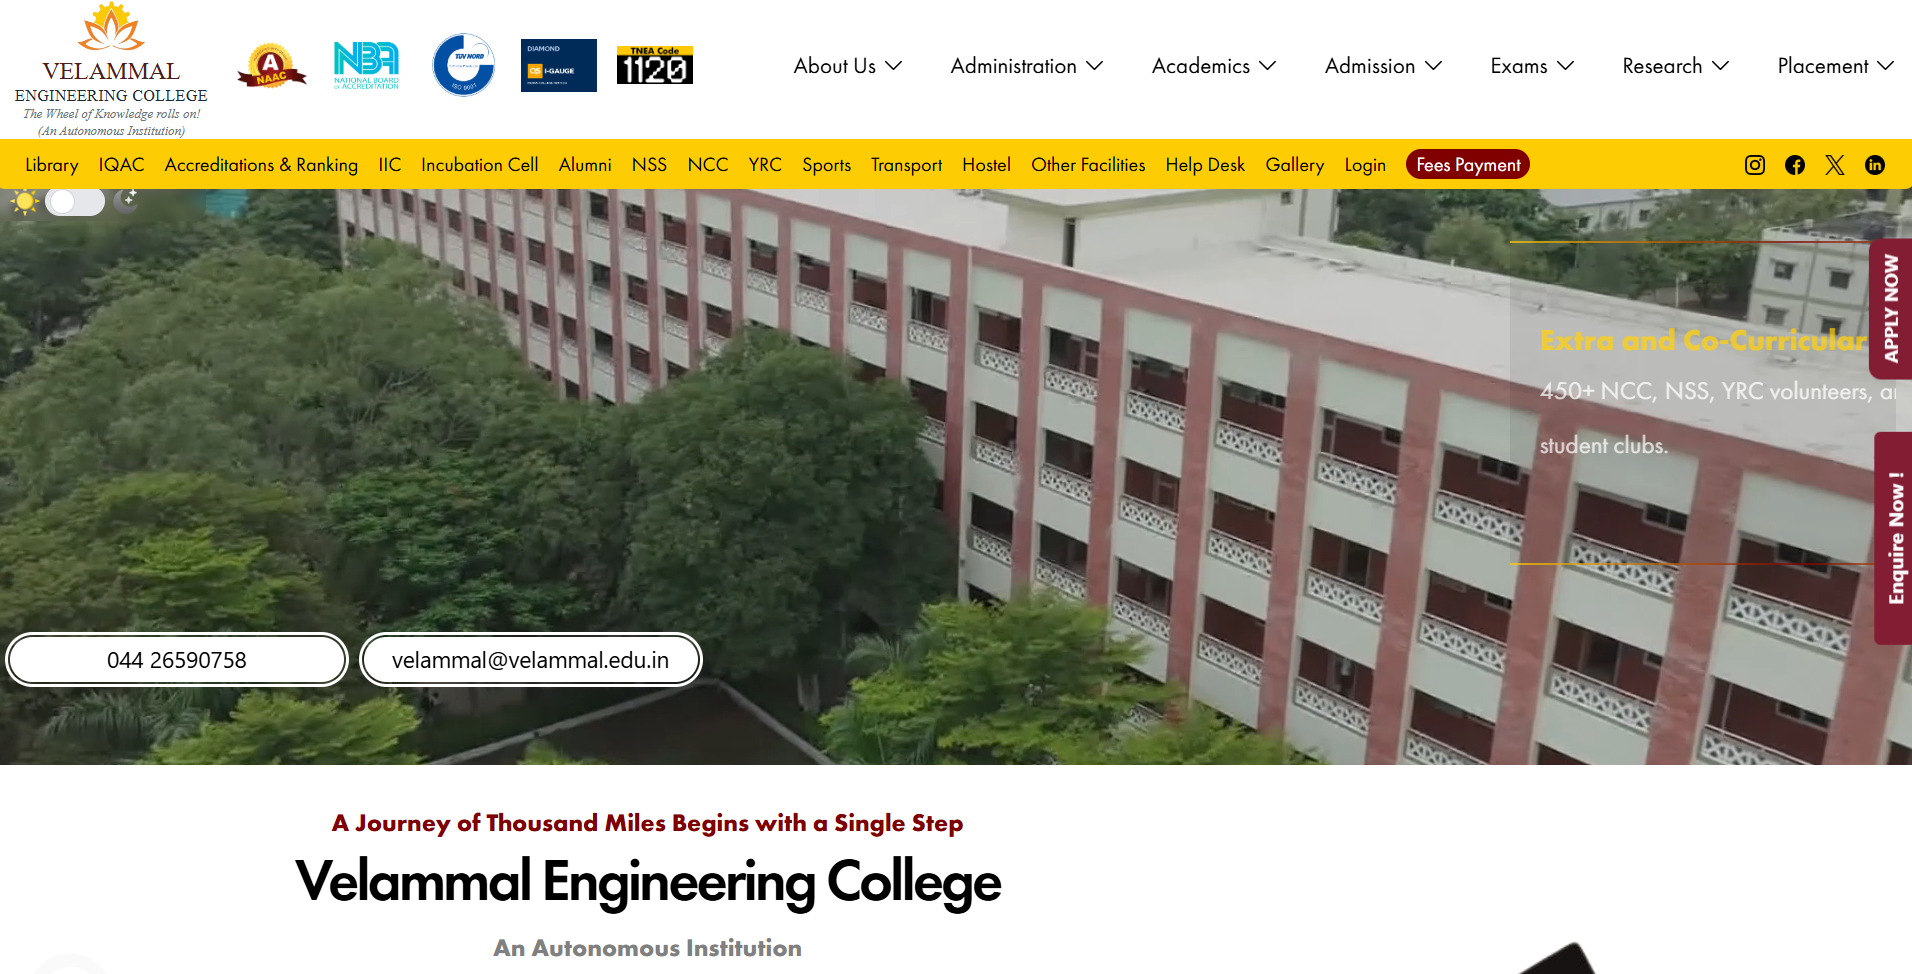 VELAMMAL
ENGINEERING COLLEGE
The Wheel of Knowledge rolls on!
(An Autonomous Institution)
A
NAAC
NBA
NATIONAL BOARD
OF ACCREDITATION
TÜV NORD
ISO 9001
DIAMOND
QS I-GAUGE
TNEA Code
1120
About Us
Administration
Academics
Admission
Exams
Research
Placement
Library IQAC Accreditations & Ranking IIC Incubation Cell Alumni NSS NCC YRC Sports Transport Hostel Other Facilities Help Desk Gallery Login Fees Payment
APPLY NOW
Extra and Co-Curricular
450+ NCC, NSS, YRC volunteers,
student clubs.
Enquire Now !
044 26590758
velammal@velammal.edu.in
A Journey of Thousand Miles Begins with a Single Step
Velammal Engineering College
An Autonomous Institution